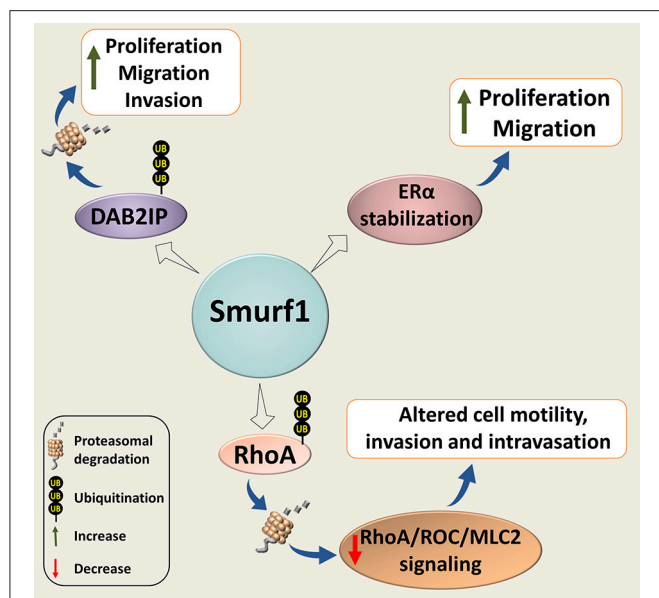 Proliferation
Migration
Invasion
UB
UB
UB
DAB2IP
Proliferation
Migration
ERα
stabilization
Smurf1
UB
UB
UB
RhoA
Altered cell motility,
invasion and intravasation
RhoA/ROC/MLC2
signaling
Proteasomal
degradation
UB
UB
UB
Ubiquitination
Increase
Decrease